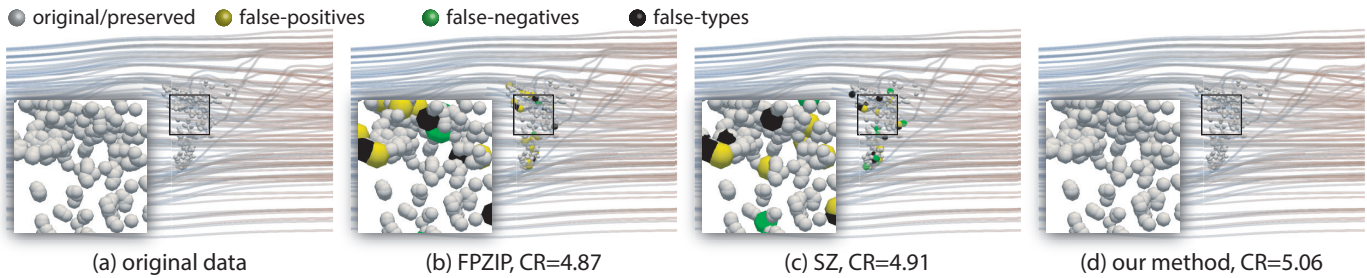 original/preserved false-positives false-negatives false-types
(a) original data (b) FPZIP, CR=4.87 (c) SZ, CR=4.91 (d) our method, CR=5.06